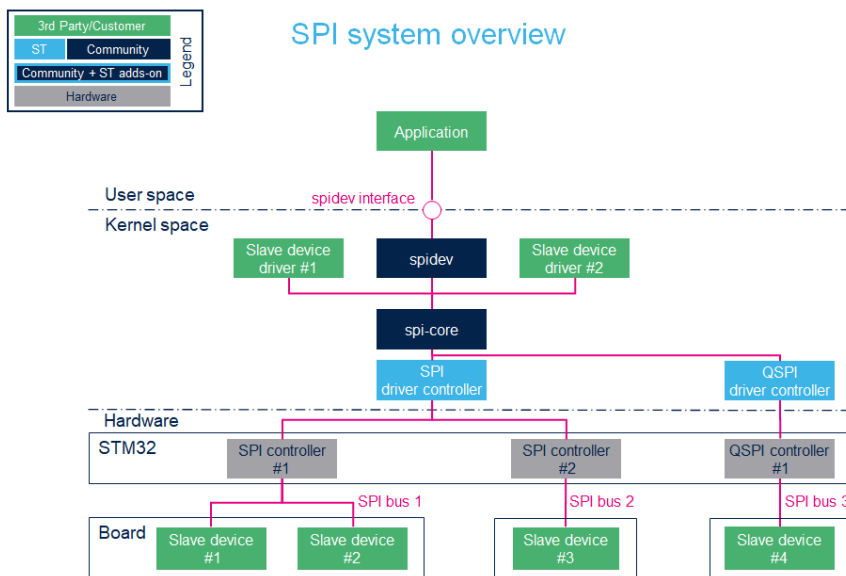 SPI system overview
3rd Party/Customer
ST
Community
Community + ST adds-on
Hardware
Legend
Application
User space
spidev interface
Kernel space
Slave device
driver #1
spidev
Slave device
driver #2
spi-core
SPI
driver controller
QSPI
driver controller
Hardware
STM32
SPI controller
#1
SPI controller
#2
QSPI controller
#1
SPI bus 1
SPI bus 2
SPI bus 3
Board
Slave device
#1
Slave device
#2
Slave device
#3
Slave device
#4